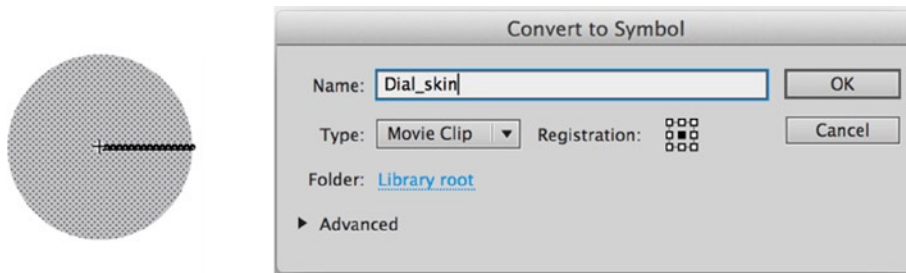 Convert to Symbol
Name: Dial_skin OK
Type: Movie Clip Registration: Cancel
Folder: Library root
Advanced